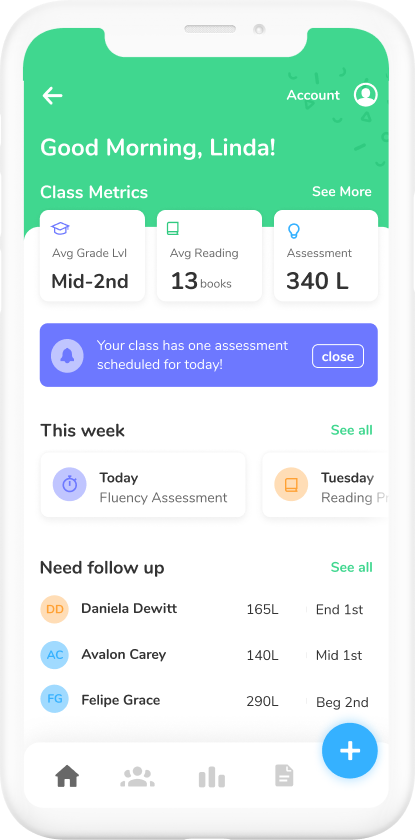 Account
Good Morning, Linda!
Class Metrics See More
Avg Grade Lvl Avg Reading Assessment
Mid-2nd 13 books 340 L
Your class has one assessment
scheduled for today!
close
This week See all
Today Tuesday
Fluency Assessment Reading Pr
Need follow up See all
DD Daniela Dewitt 165L End 1st
AC Avalon Carey 140L Mid 1st
FG Felipe Grace 290L Beg 2nd